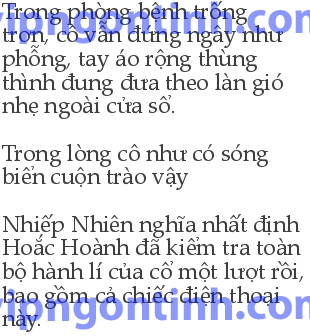 Trong phòng bệnh trống
trơn, cô vẫn đứng ngây như
phỗng, tay áo rộng thùng
thình đung đưa theo làn gió
nhẹ ngoài cửa sổ.

Trong lòng cô như có sóng
biển cuộn trào vậy

Nhiếp Nhiên nghĩa nhất định
Hoắc Hoành đã kiểm tra toàn
bộ hành lí của cổ một lượt rồi,
bao gồm cả chiếc điện thoại
này.
vipngontinh.com